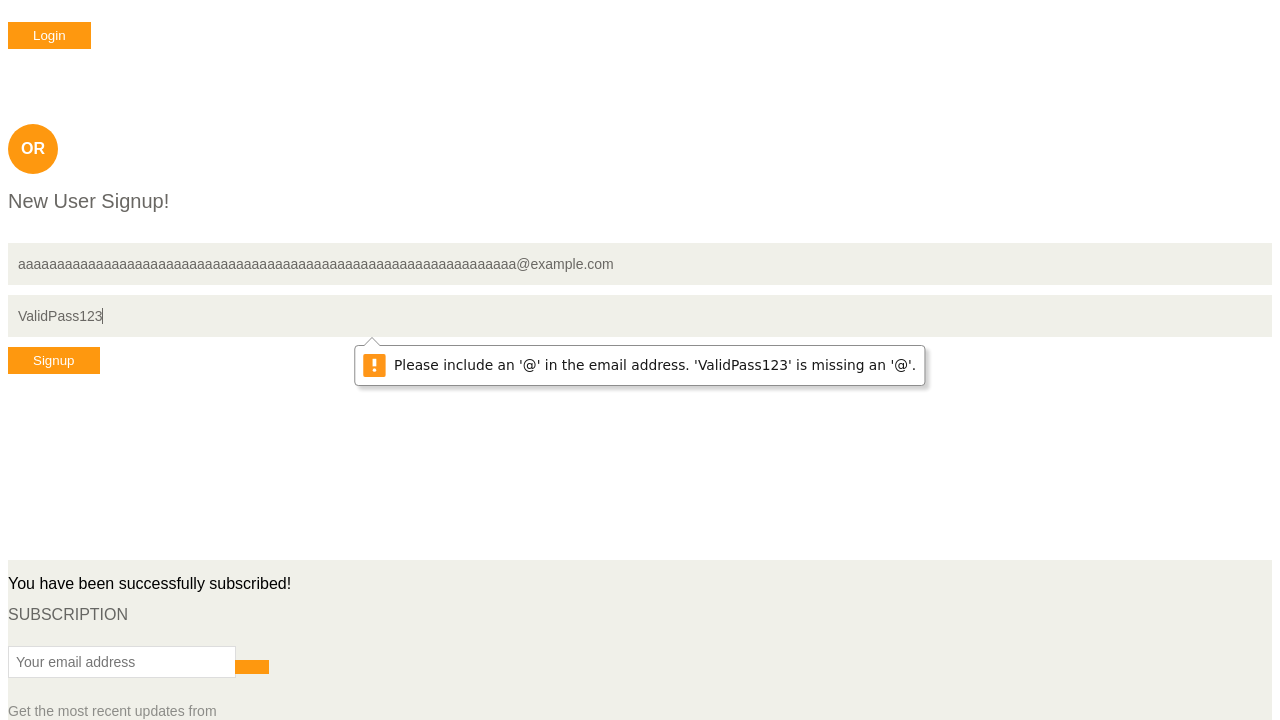 Login
OR
New User Signup!
aaaaaaaaaaaaaaaaaaaaaaaaaaaaaaaaaaaaaaaaaaaaaaaaaaaaaaaaaaaaaaaa@example.com
ValidPass123
Signup
Please include an '@' in the email address. 'ValidPass123' is missing an '@'.
You have been successfully subscribed!
SUBSCRIPTION
Your email address
Get the most recent updates from